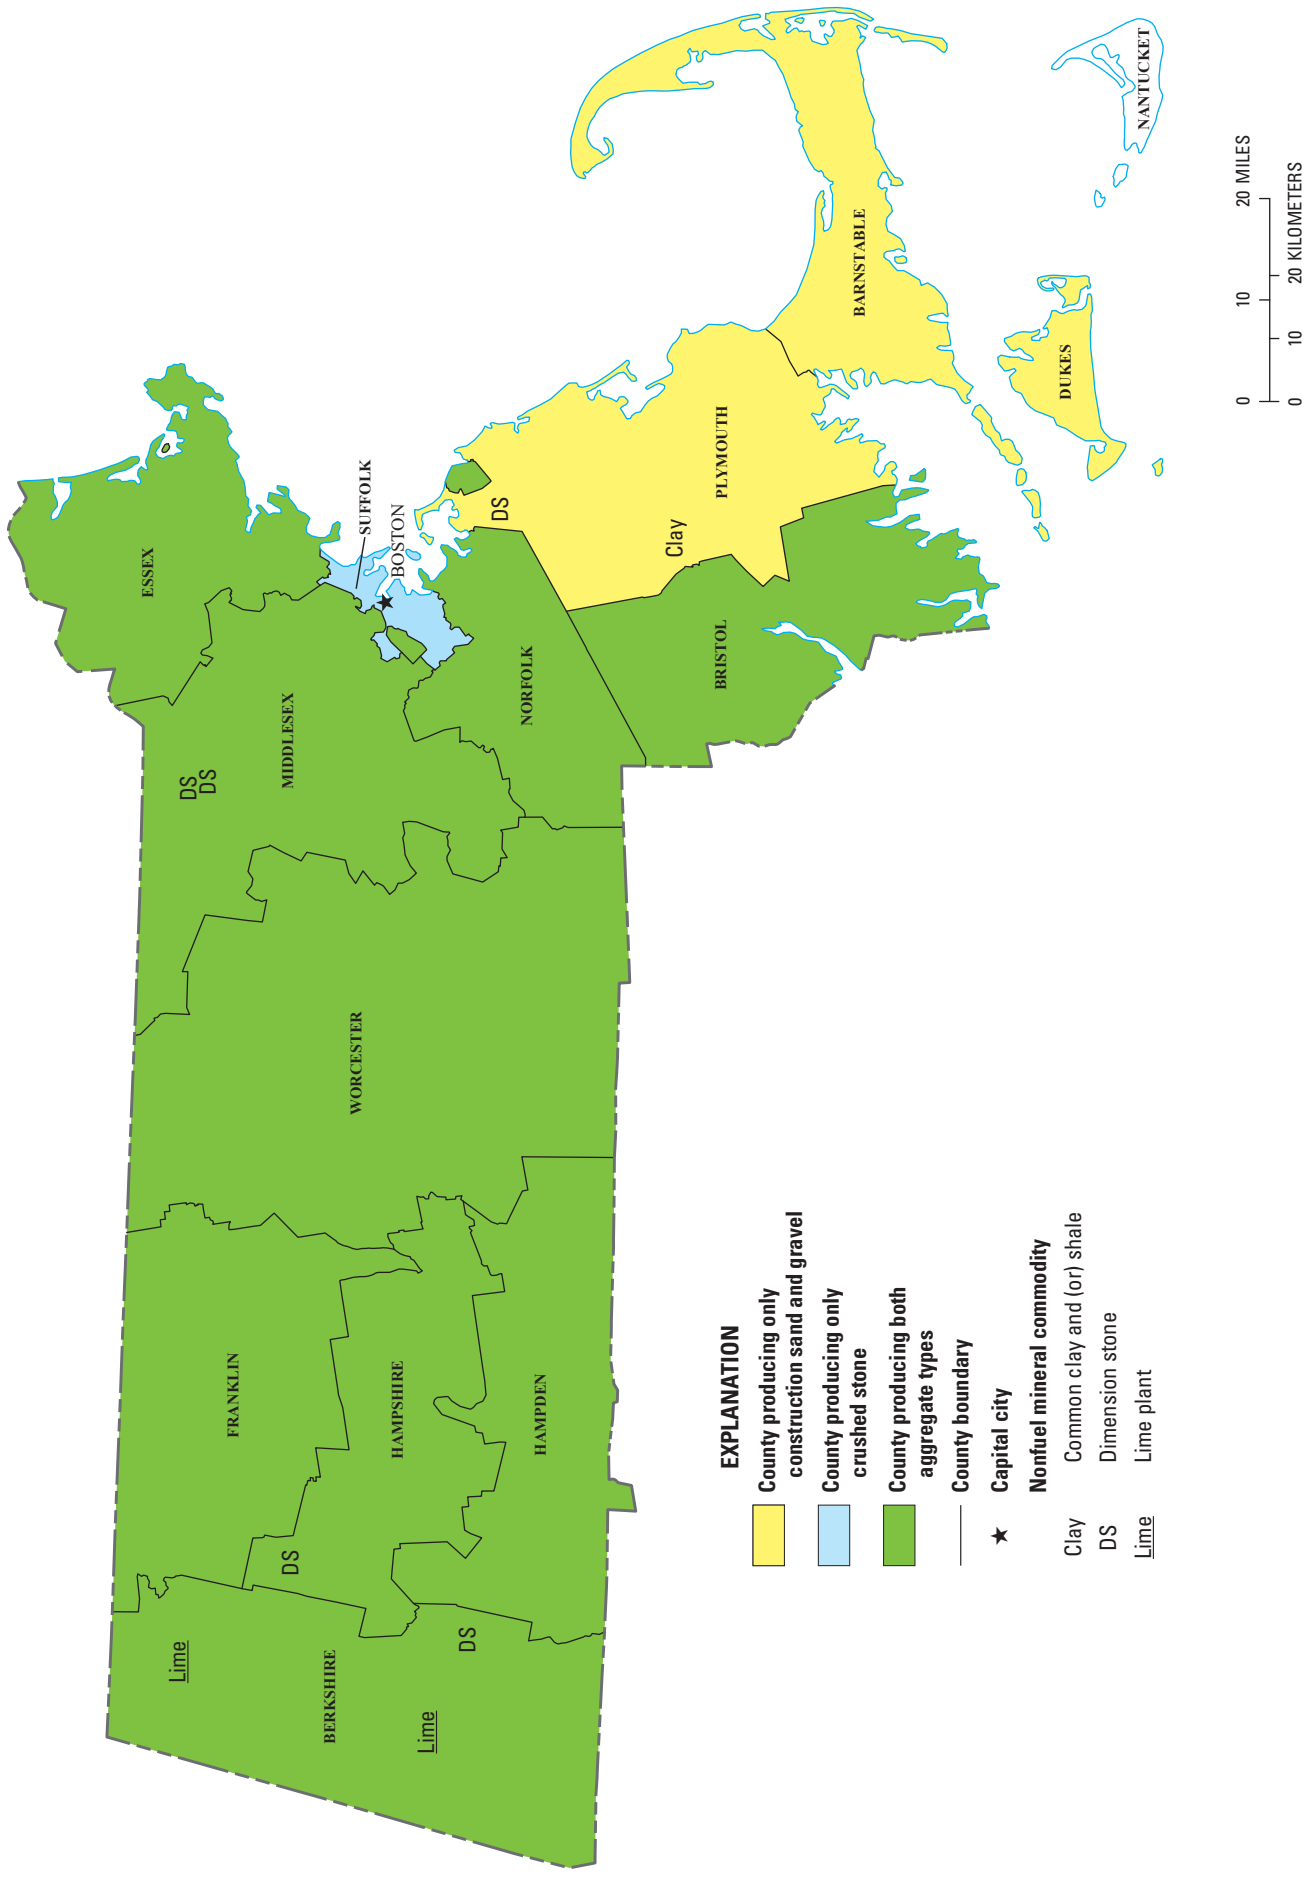 ESSEX
SUFFOLK
BOSTON
MIDDLESEX
DS
DS
NORFOLK
WORCESTER
FRANKLIN
HAMPSHIRE
HAMPDEN
DS
Lime
BERKSHIRE
Lime
DS
DS
Clay
PLYMOUTH
BRISTOL
BARNSTABLE
DUKES
NANTUCKET
0 10 20 MILES
0 10 20 KILOMETERS
EXPLANATION
County producing only
construction sand and gravel
County producing only
crushed stone
County producing both
aggregate types
County boundary
Capital city
Nonfuel mineral commodity
Clay Common clay and (or) shale
DS Dimension stone
Lime Lime plant